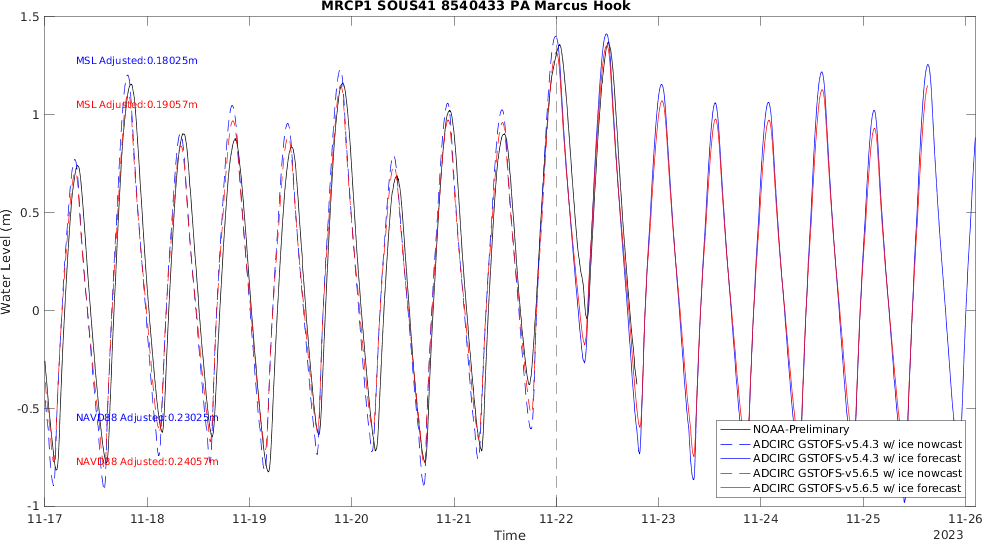 MRCP1 SOUS41 8540433 PA Marcus Hook
1.5
1
0.5
0
-0.5
-1
Water Level (m)
MSL Adjusted:0.18025m
MSL Adjusted:0.19057m
NAVD88 Adjusted:0.23025m
NAVD88 Adjusted:0.24057m
NOAA-Preliminary
ADCIRC GSTOFS-v5.4.3 w/ ice nowcast
ADCIRC GSTOFS-v5.4.3 w/ ice forecast
ADCIRC GSTOFS-v5.6.5 w/ ice nowcast
ADCIRC GSTOFS-v5.6.5 w/ ice forecast
11-17 11-18 11-19 11-20 11-21 11-22 11-23 11-24 11-25 11-26
Time
2023